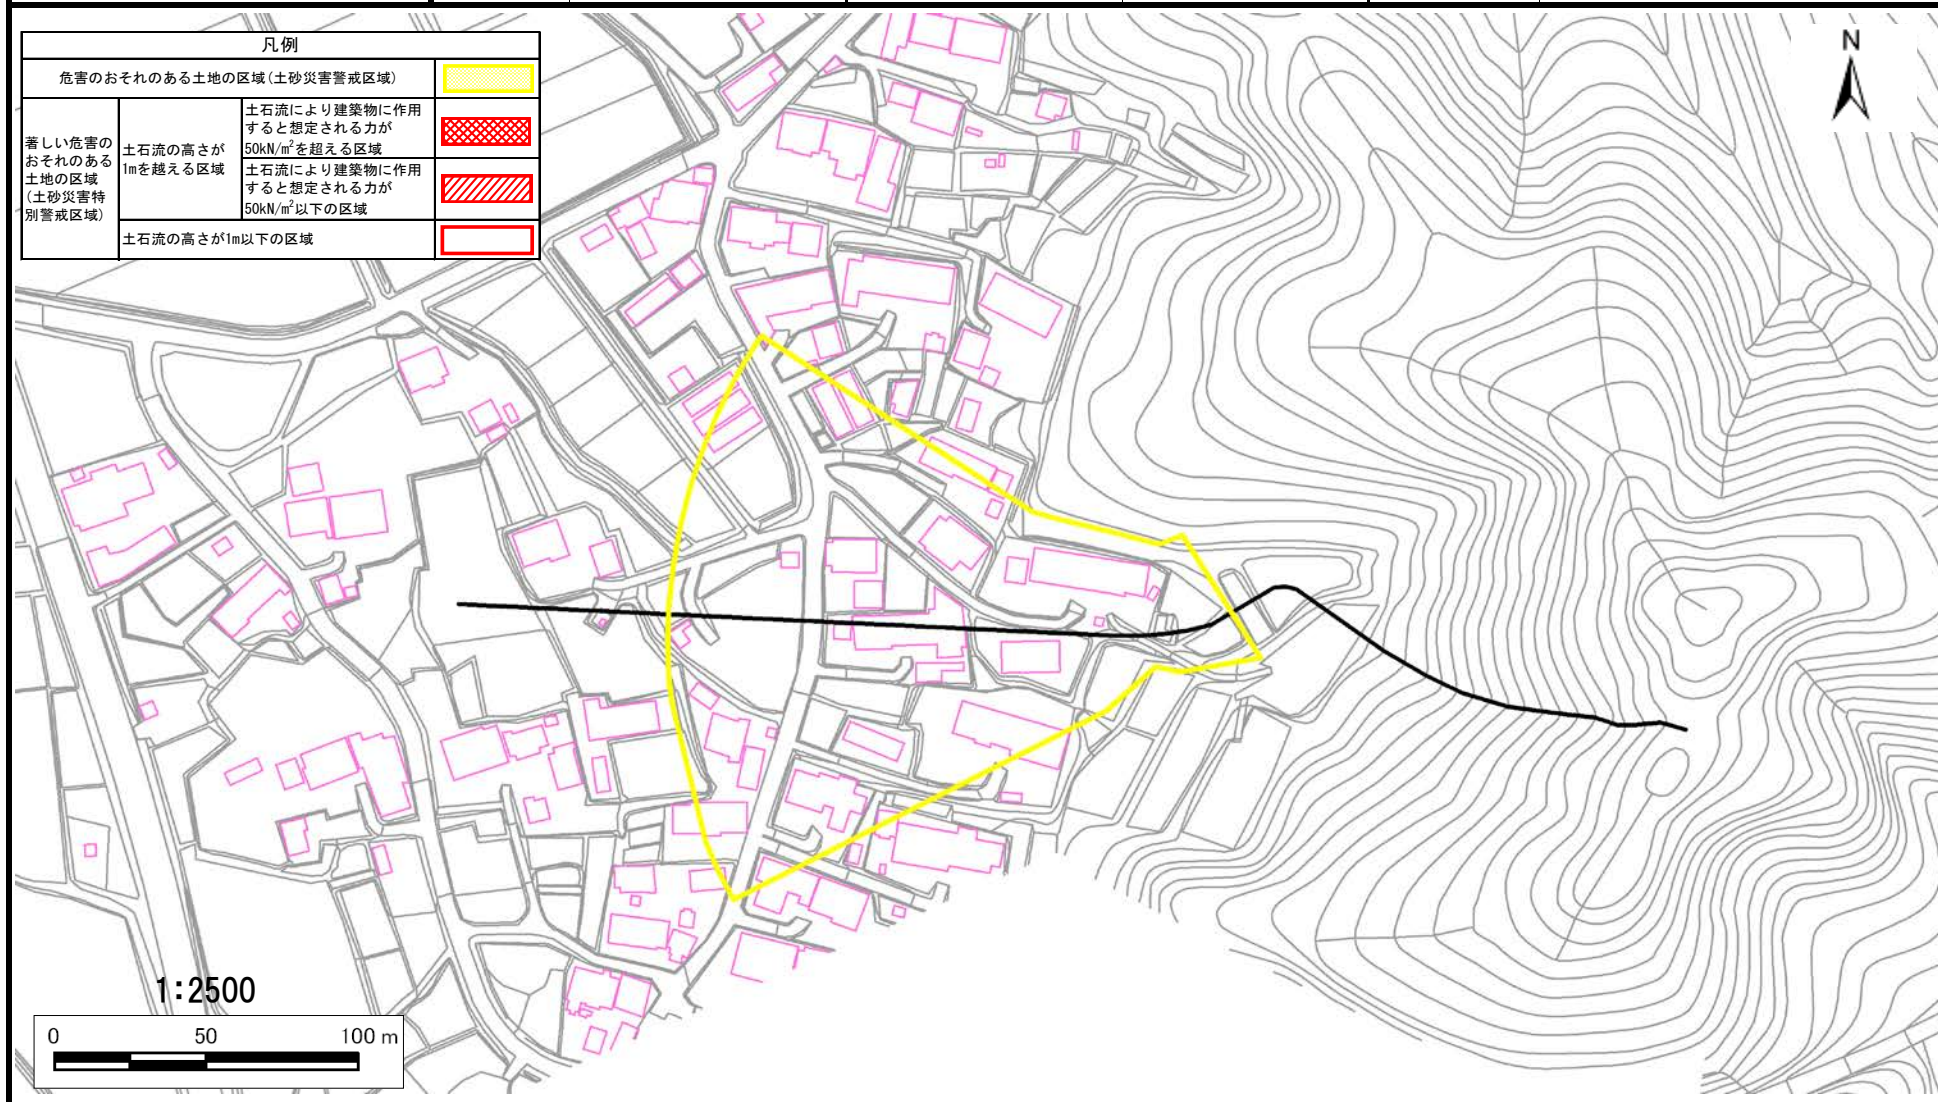 凡例
危害のおそれのある土地の区域(土砂災害警戒区域)
著しい危害の
おそれのある
土地の区域
(土砂災害特
別警戒区域)
土石流の高さが
1mを越える区域
土石流により建築物に作用
すると想定される力が
50kN/m²を超える区域
土石流により建築物に作用
すると想定される力が
50kN/m²以下の区域
土石流の高さが1m以下の区域
N
1:2500
0 50 100 m